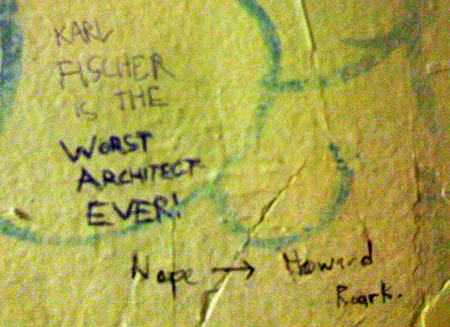 KARL
FISCHER
IS THE
WORST
ARCHITECT
EVER!
Nope → Howard
Roark.